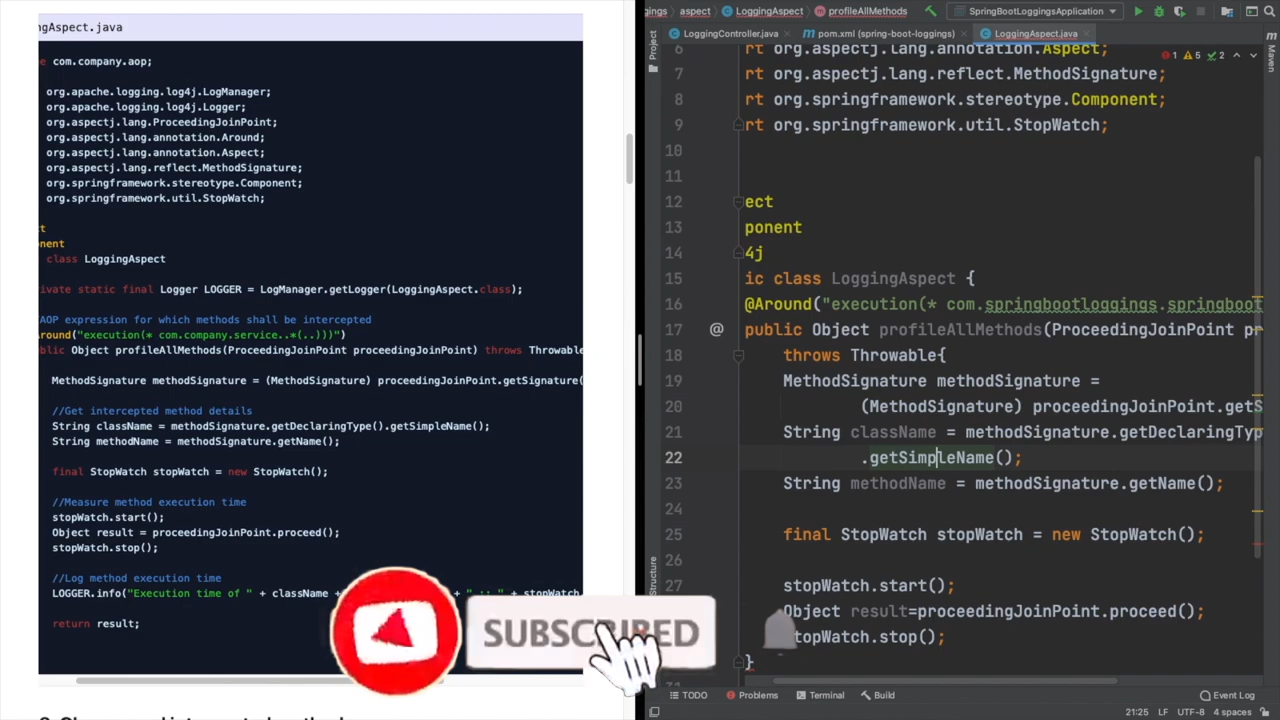 ngAspect.java
e com.company.aop;
org.apache.logging.log4j.LogManager;
org.apache.logging.log4j.Logger;
org.aspectj.lang.ProceedingJoinPoint;
org.aspectj.lang.annotation.Around;
org.aspectj.lang.annotation.Aspect;
org.aspectj.lang.reflect.MethodSignature;
org.springframework.stereotype.Component;
org.springframework.util.StopWatch;
t
onent
class LoggingAspect
rivate static final Logger LOGGER = LogManager.getLogger(LoggingAspect.class);
AOP expression for which methods shall be intercepted
round("execution(* com.company.service..*(..)))")
blic Object profileAllMethods(ProceedingJoinPoint proceedingJoinPoint) throws Throwable
MethodSignature methodSignature = (MethodSignature) proceedingJoinPoint.getSignature(
//Get intercepted method details
String className = methodSignature.getDeclaringType().getSimpleName();
String methodName = methodSignature.getName();
final StopWatch stopWatch = new StopWatch();
//Measure method execution time
stopWatch.start();
Object result = proceedingJoinPoint.proceed();
stopWatch.stop();
//Log method execution time
LOGGER.info("Execution time of " + className + + " :: " + stopWatch
return result;
SUBSCRIBED
ngs aspect LoggingAspect profileAllMethods SpringBootLoggingsApplication
LoggingController.java pom.xml (spring-boot-loggings) LoggingAspect.java
Project
Maven
Structure
1 5 2
6 rt org.aspectj.lang.annotation.Aspect;
7 rt org.aspectj.lang.reflect.MethodSignature;
8 rt org.springframework.stereotype.Component;
9 rt org.springframework.util.StopWatch;
10
11
12 ect
13 ponent
14 4j
15 ic class LoggingAspect {
16 @Around("execution(* com.springbootloggings.springboot
17 @ public Object profileAllMethods(ProceedingJoinPoint pr
18 throws Throwable{
19 MethodSignature methodSignature =
20 (MethodSignature) proceedingJoinPoint.getS
21 String className = methodSignature.getDeclaringTyp
22 .getSimpleName();
23 String methodName = methodSignature.getName();
24
25 final StopWatch stopWatch = new StopWatch();
26
27 stopWatch.start();
Object result=proceedingJoinPoint.proceed();
topWatch.stop();
}
TODO Problems Terminal Build Event Log
21:25 LF UTF-8 4 spaces